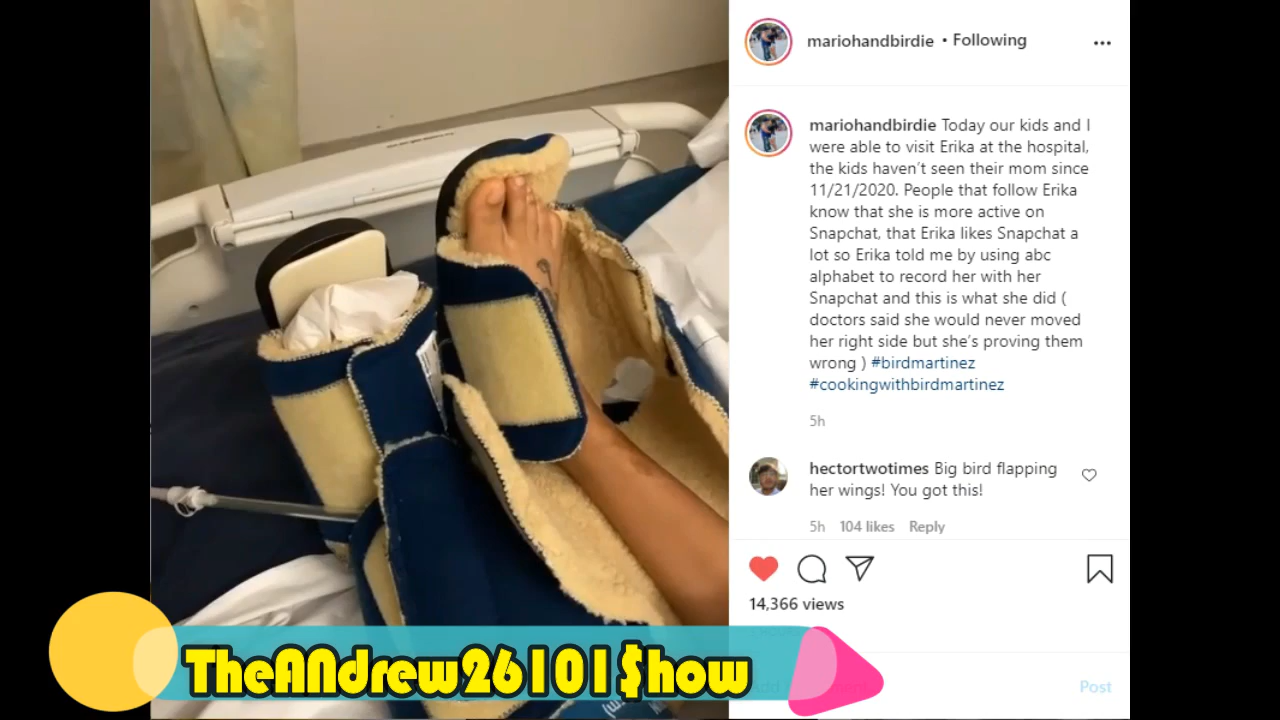 mariohandbirdie • Following
mariohandbirdie Today our kids and I
were able to visit Erika at the hospital,
the kids haven't seen their mom since
11/21/2020. People that follow Erika
know that she is more active on
Snapchat, that Erika likes Snapchat a
lot so Erika told me by using abc
alphabet to record her with her
Snapchat and this is what she did (
doctors said she would never moved
her right side but she's proving them
wrong ) #birdmartinez
#cookingwithbirdmartinez
5h
hectortwotimes Big bird flapping
her wings! You got this!
5h 104 likes Reply
14,366 views
Post
TheANdrew26101$how